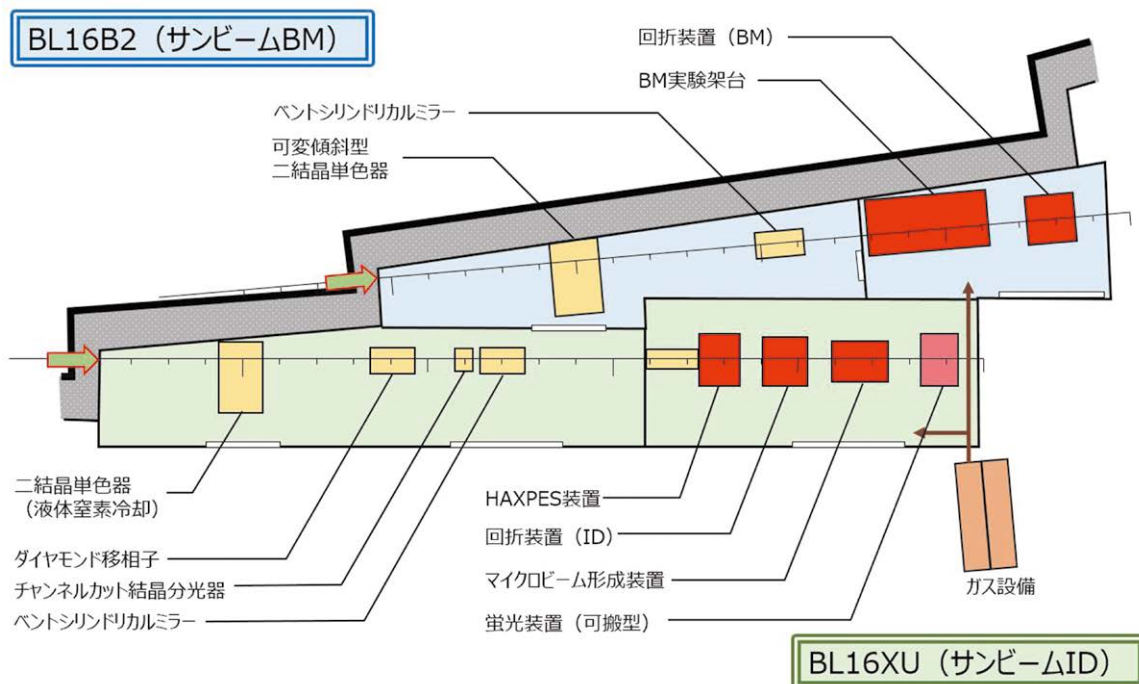 BL16B2（サンビームBM）
回折装置（BM）
BM実験架台
ベントシリンドリカルミラー
可変傾斜型
二結晶単色器
二結晶単色器
（液体窒素冷却）
ダイヤモンド移相子
チャンネルカット結晶分光器
ベントシリンドリカルミラー
HAXPES装置
回折装置（ID）
マイクロビーム形成装置
蛍光装置（可搬型）
ガス設備
BL16XU（サンビームID）